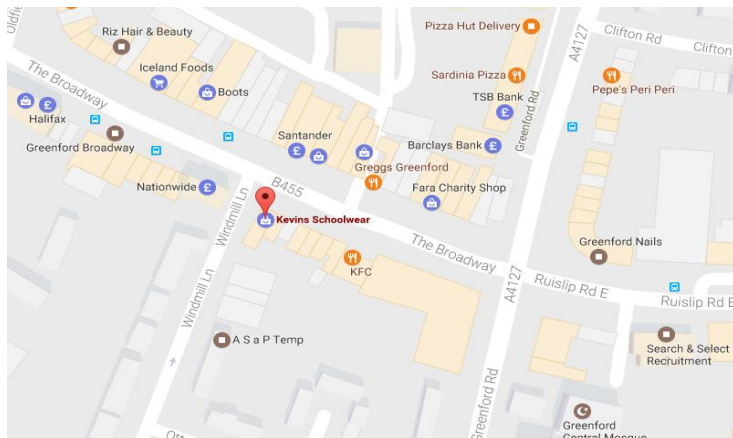 Oldfie
Riz Hair & Beauty
Pizza Hut Delivery
A4127
Clifton Rd
Clifton
Iceland Foods
The Broadway
Boots
Sardinia Pizza
Pepe's Peri Peri
TSB Bank
Greenford Rd
Halifax
Santander
Greenford Broadway
Barclays Bank
Greggs Greenford
Nationwide
B455
Fara Charity Shop
Windmill Ln
Kevins Schoolwear
The Broadway
Greenford Nails
KFC
A4127
Ruislip Rd E
Ruislip Rd E
Windmill Ln
A S a P Temp
Search & Select
Recruitment
Greenford Rd
Greenford
Central Mosque
Ott